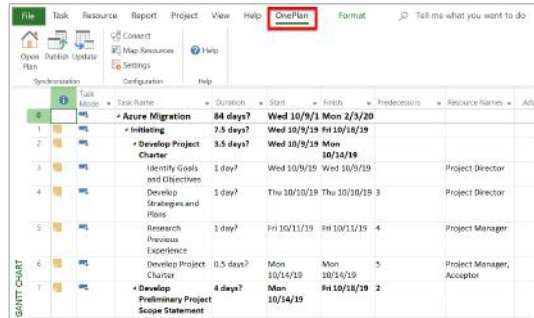 File Task Resource Report Project View Help OnePlan Format Tell me what you want to do
Open Plan Publish Update
Connect
Map Resources
Settings
Help
Synchronization Configuration Help
Task Mode Task Name Duration Start Finish Predecessors Resource Names
0 Azure Migration 84 days? Wed 10/9/1 Mon 2/3/20
1 Initiating 7.5 days? Wed 10/9/19 Fri 10/18/19
2 Develop Project Charter 3.5 days? Wed 10/9/19 Mon 10/14/19
3 Identify Goals and Objectives 1 day? Wed 10/9/19 Wed 10/9/19 Project Director
4 Develop Strategies and Plans 1 day? Thu 10/10/19 Thu 10/10/19 3 Project Director
5 Research Previous Experience 1 day? Fri 10/11/19 Fri 10/11/19 4 Project Manager
6 Develop Project Charter 0.5 days? Mon 10/14/19 Mon 10/14/19 5 Project Manager, Acceptor
7 Develop Preliminary Project Scope Statement 4 days? Mon 10/14/19 Fri 10/18/19 2
GANTT CHART